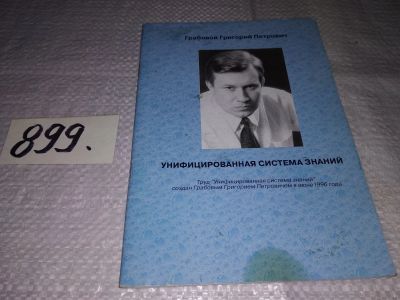 Грабовой Григорий Петрович
899.
УНИФИЦИРОВАННАЯ СИСТЕМА ЗНАНИЙ
Труд "Унифицированная система знаний"
создан Грабовым Григорием Петровичем в июне 1996 года